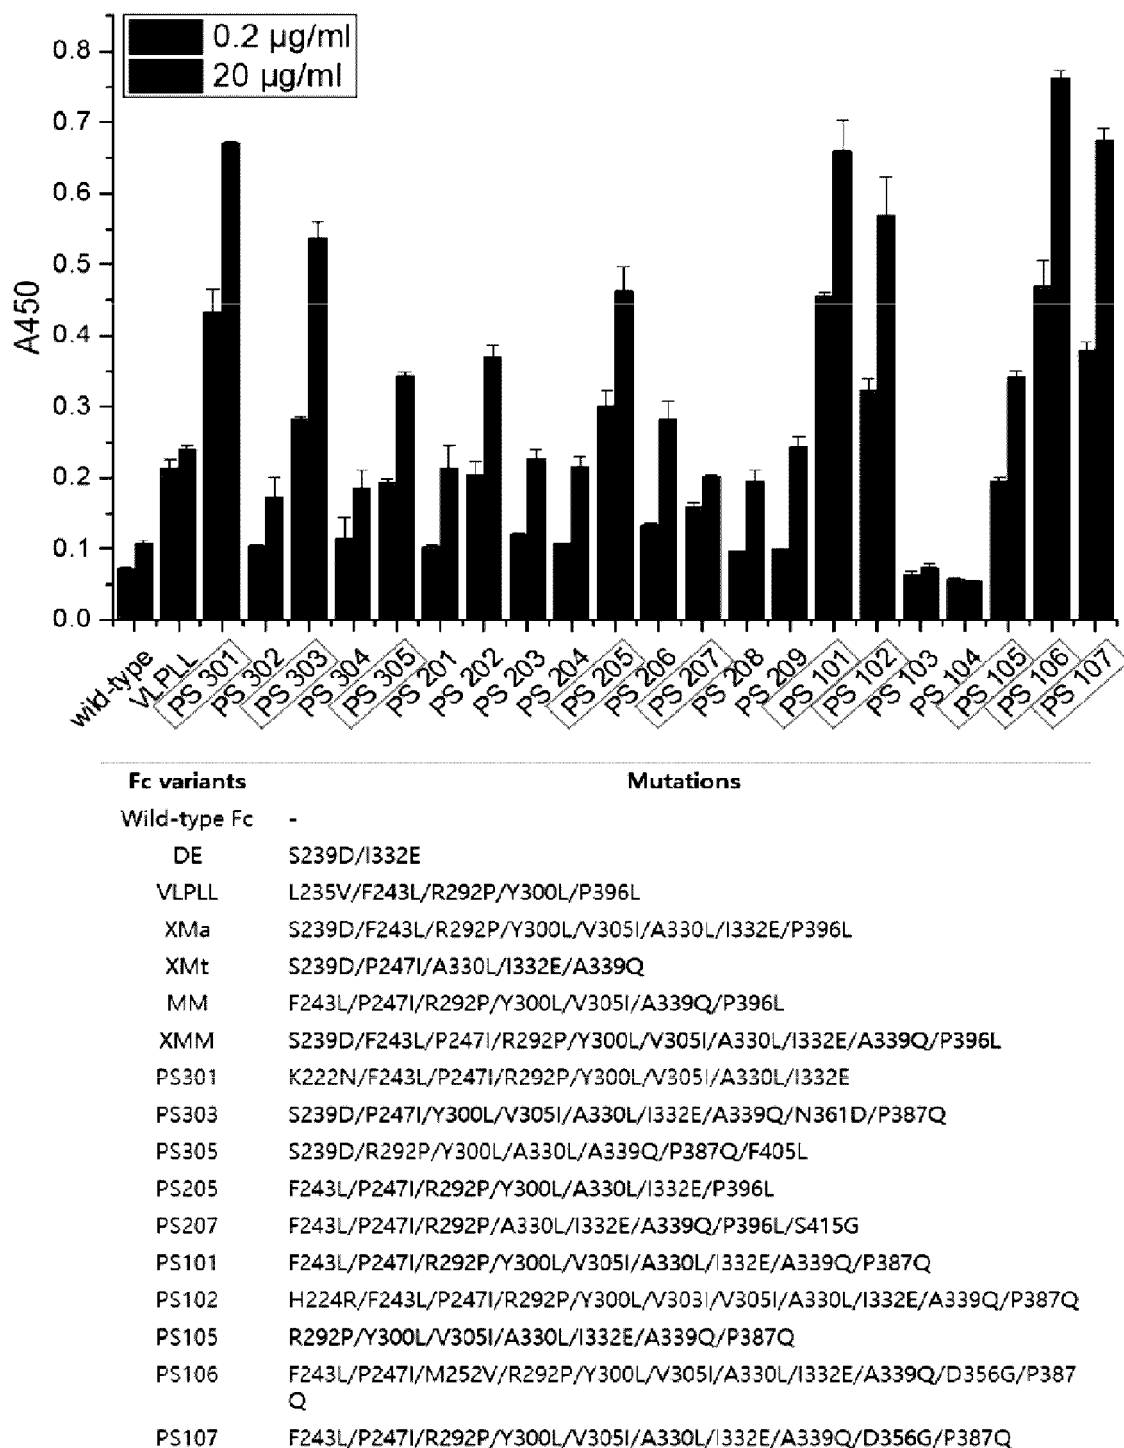 0.2 µg/ml
20 µg/ml
0.8
0.7
0.6
0.5
0.4
0.3
0.2
0.1
0.0
A450
wild-type
VLPLL
PS 301
PS 302
PS 303
PS 304
PS 305
PS 201
PS 202
PS 203
PS 204
PS 205
PS 206
PS 207
PS 208
PS 209
PS 101
PS 102
PS 103
PS 104
PS 105
PS 106
PS 107
Fc variants Mutations
Wild-type Fc -
DE S239D/I332E
VLPLL L235V/F243L/R292P/Y300L/P396L
XMa S239D/F243L/R292P/Y300L/V305I/A330L/I332E/P396L
XMt S239D/P247I/A330L/I332E/A339Q
MM F243L/P247I/R292P/Y300L/V305I/A339Q/P396L
XMM S239D/F243L/P247I/R292P/Y300L/V305I/A330L/I332E/A339Q/P396L
PS301 K222N/F243L/P247I/R292P/Y300L/V305I/A330L/I332E
PS303 S239D/P247I/Y300L/V305I/A330L/I332E/A339Q/N361D/P387Q
PS305 S239D/R292P/Y300L/A330L/A339Q/P387Q/F405L
PS205 F243L/P247I/R292P/Y300L/A330L/I332E/P396L
PS207 F243L/P247I/R292P/A330L/I332E/A339Q/P396L/S415G
PS101 F243L/P247I/R292P/Y300L/V305I/A330L/I332E/A339Q/P387Q
PS102 H224R/F243L/P247I/R292P/Y300L/V303I/V305I/A330L/I332E/A339Q/P387Q
PS105 R292P/Y300L/V305I/A330L/I332E/A339Q/P387Q
PS106 F243L/P247I/M252V/R292P/Y300L/V305I/A330L/I332E/A339Q/D356G/P387
Q
PS107 F243L/P247I/R292P/Y300L/V305I/A330L/I332E/A339Q/D356G/P387Q